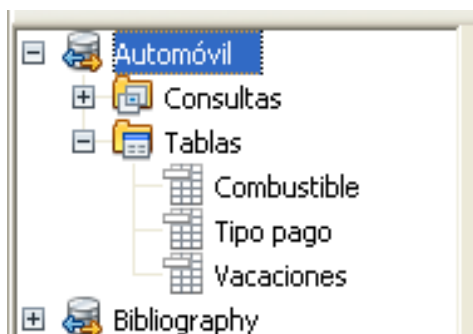 Automóvil
Consultas
Tablas
Combustible
Tipo pago
Vacaciones
Bibliography